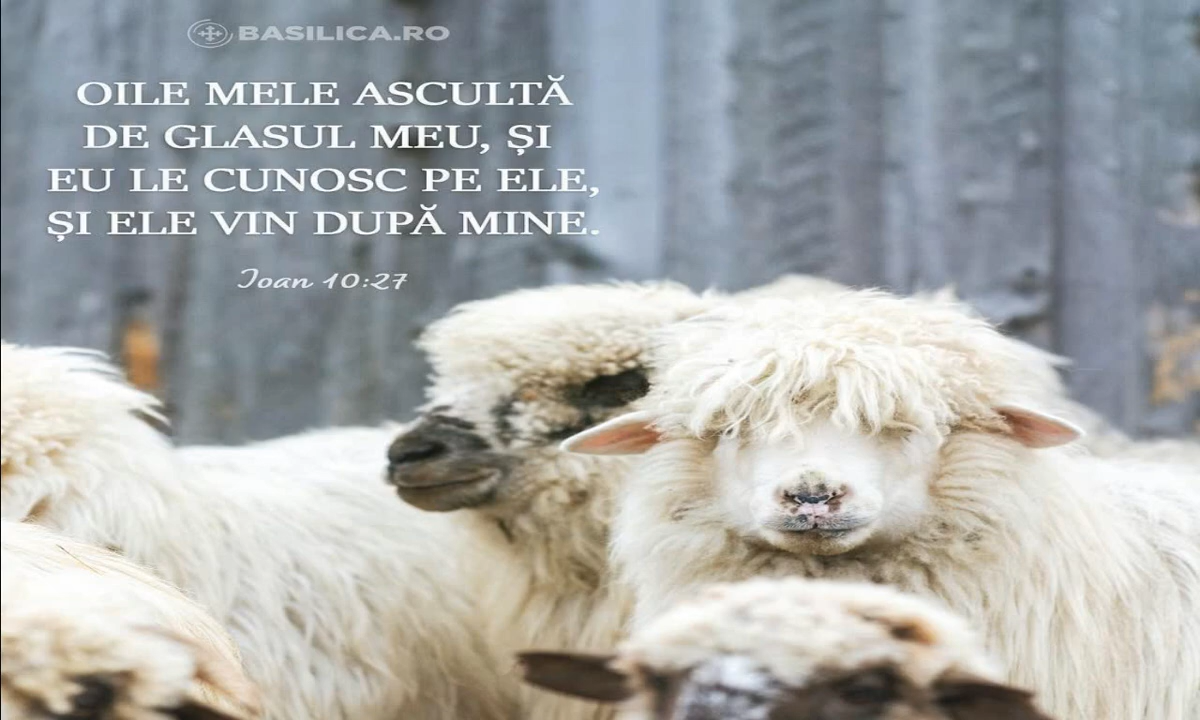 BASILICA.RO
OILE MELE ASCULTĂ
DE GLASUL MEU, ȘI
EU LE CUNOSC PE ELE,
ȘI ELE VIN DUPĂ MINE.
Ioan 10:27